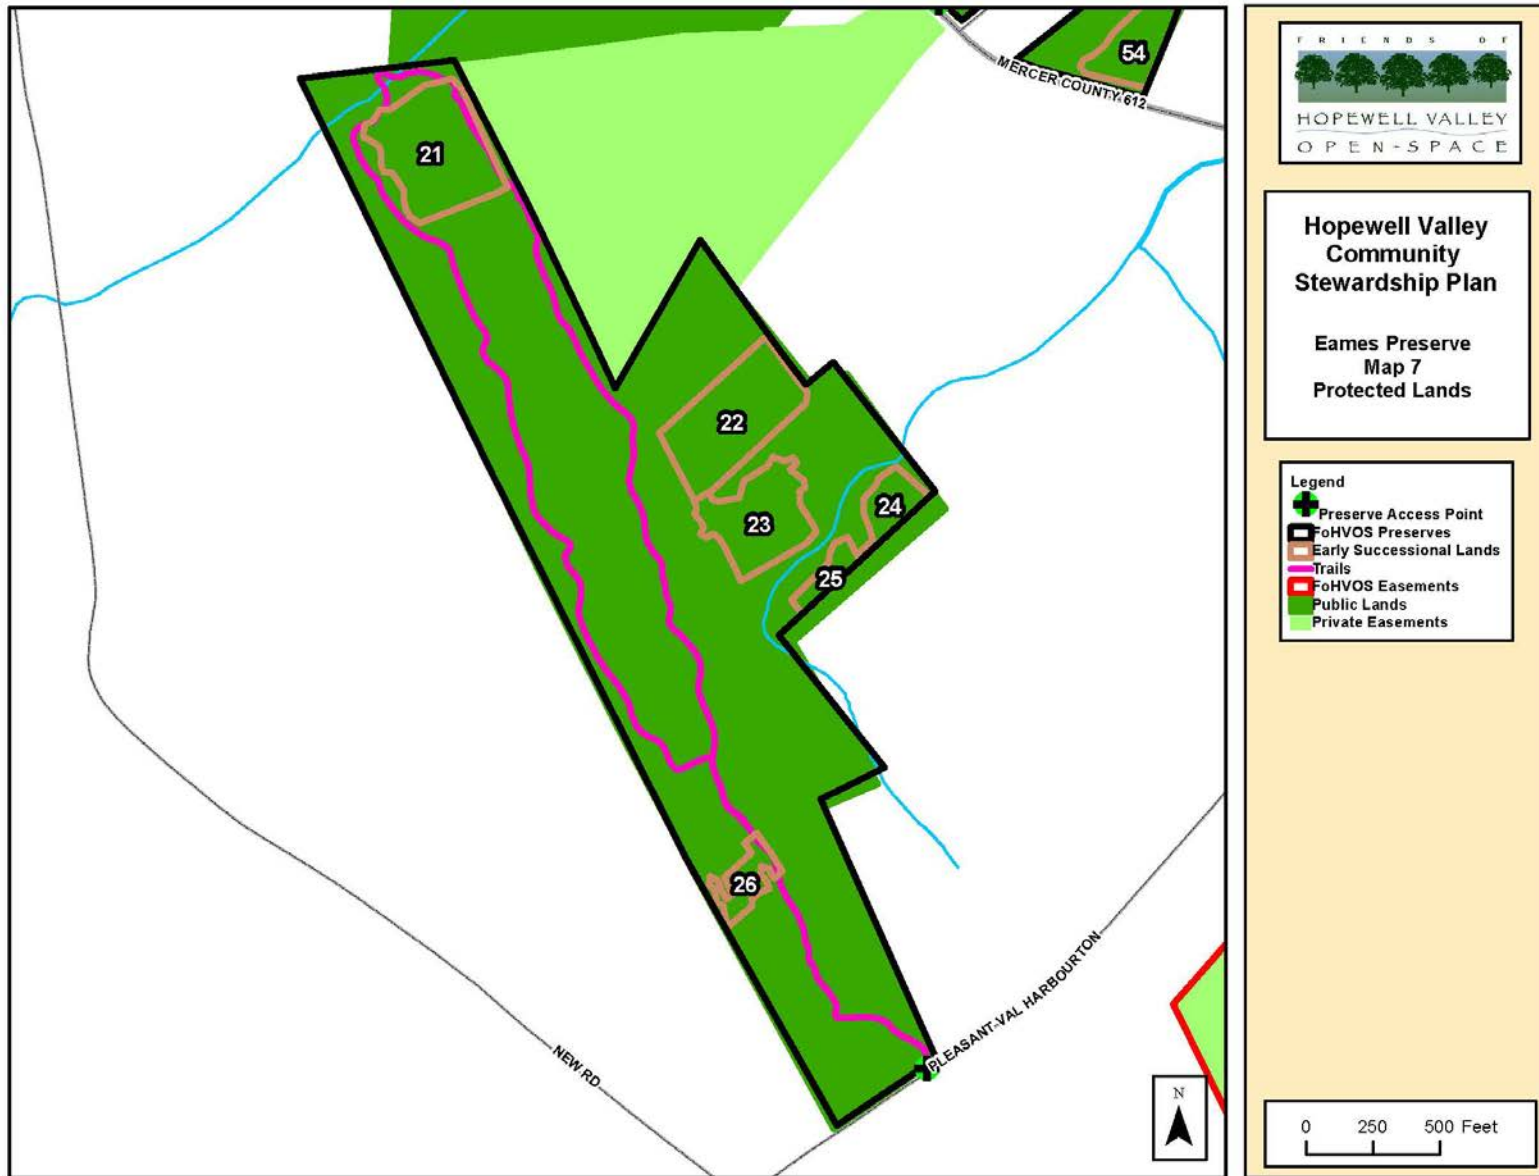 54
MERCER COUNTY 612
21
22
23
24
25
26
PLEASANT-VAL HARBOURTON
NEW RD
N
FRIENDS OF
HOPEWELL VALLEY
OPEN-SPACE
Hopewell Valley
Community
Stewardship Plan
Eames Preserve
Map 7
Protected Lands
Legend
Preserve Access Point
FoHVOS Preserves
Early Successional Lands
Trails
FoHVOS Easements
Public Lands
Private Easements
0 250 500 Feet